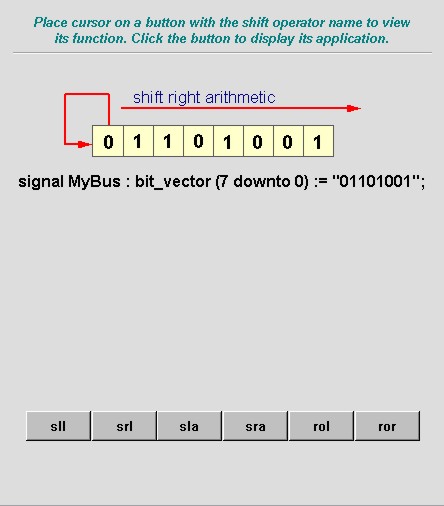 Place cursor on a button with the shift operator name to view
its function. Click the button to display its application.
shift right arithmetic
0 1 1 0 1 0 0 1
signal MyBus : bit_vector (7 downto 0) := "01101001";
sll srl sla sra rol ror